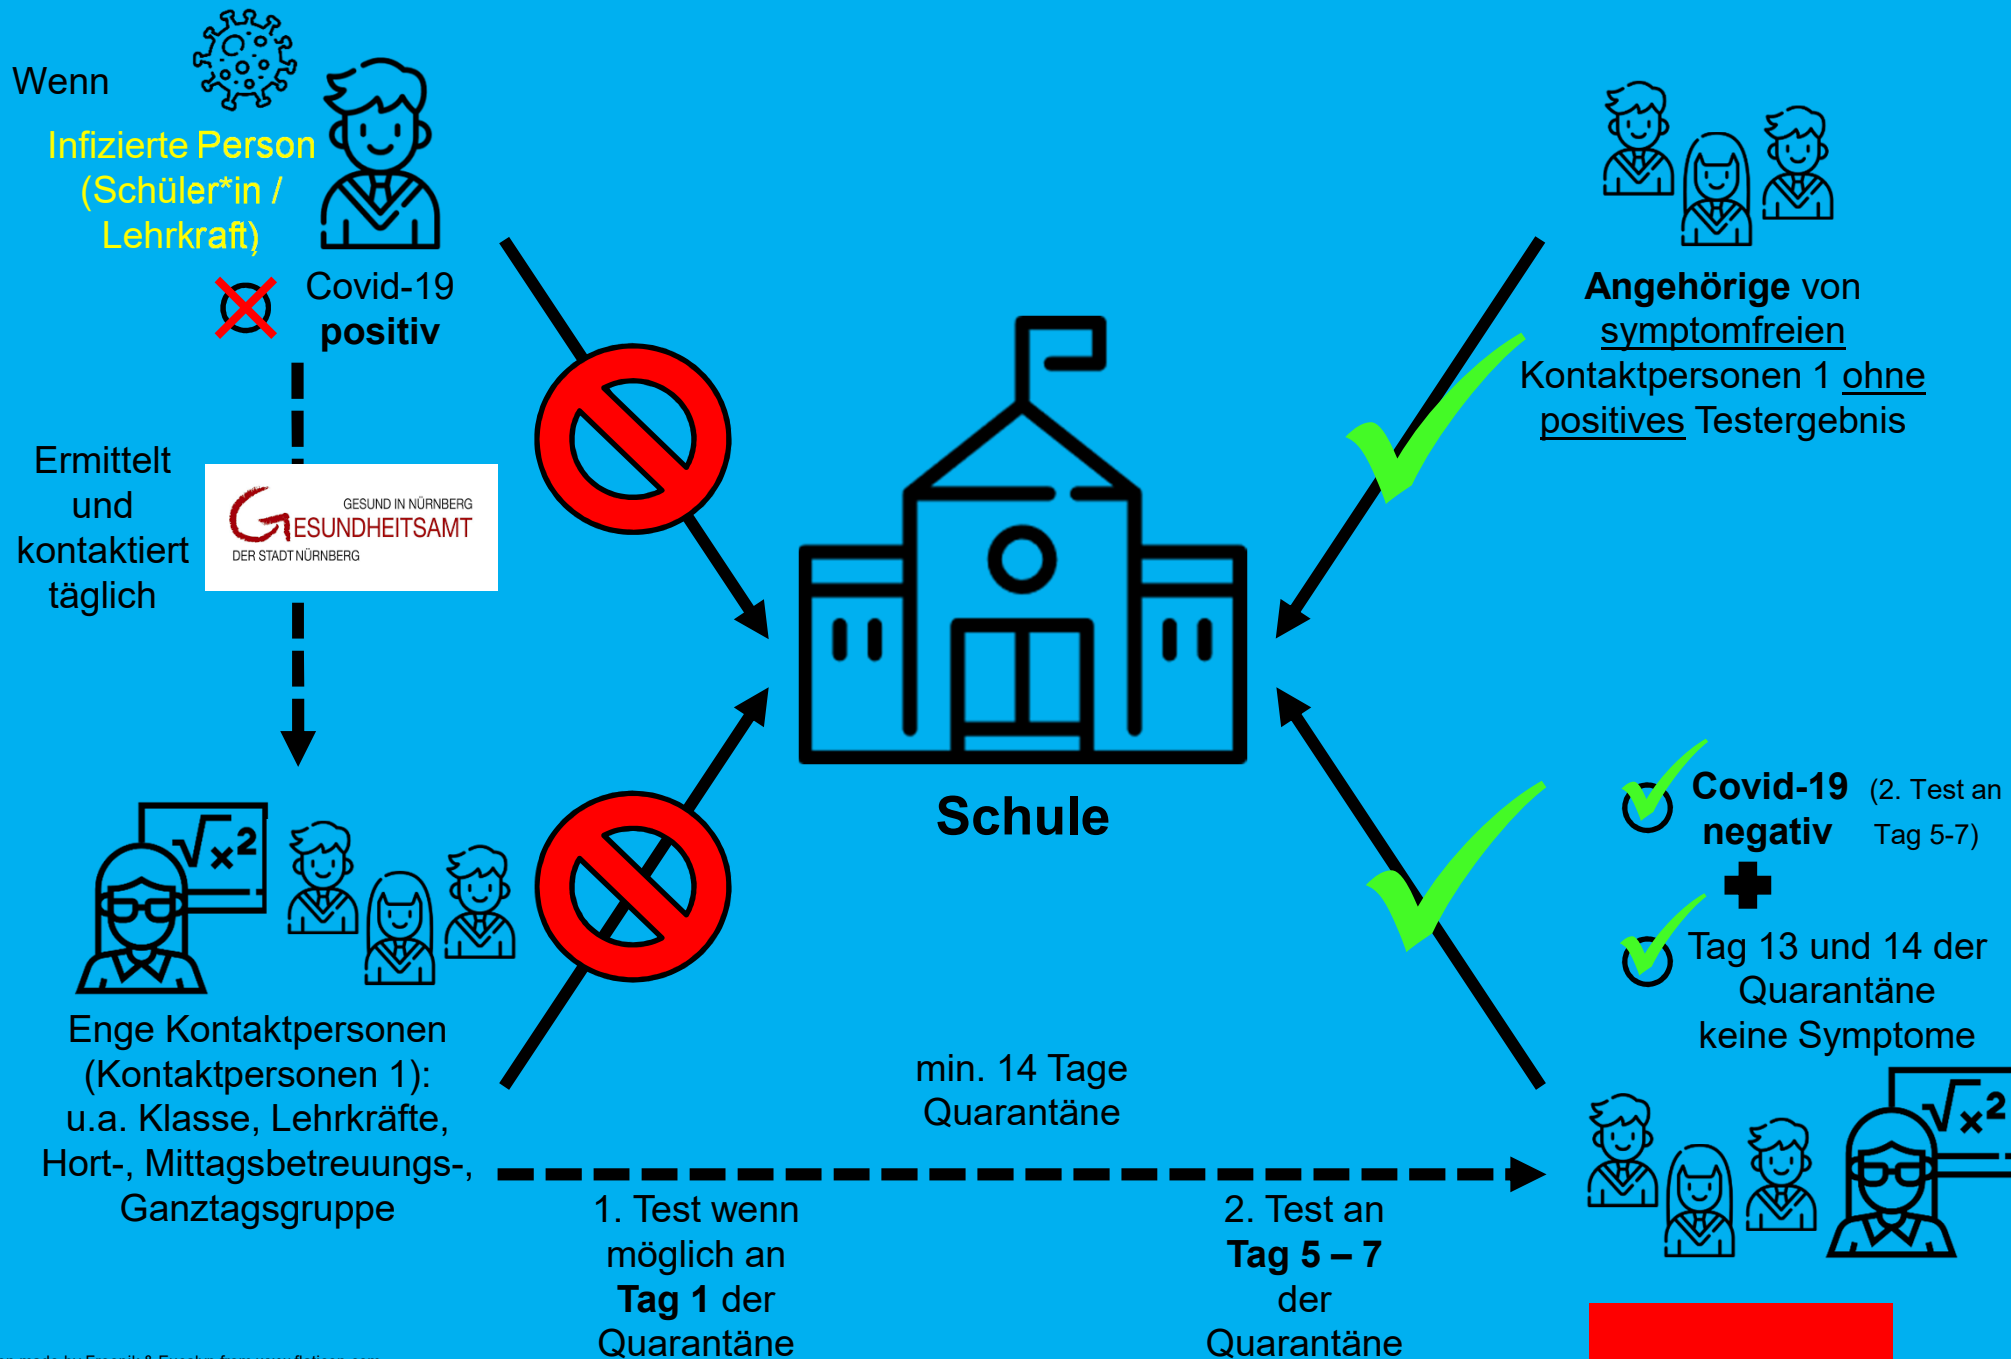 Wenn
Infizierte Person
(Schüler*in /
Lehrkraft)
Covid-19
positiv
Ermittelt
und
kontaktiert
täglich
GESUND IN NÜRNBERG
GESUNDHEITSAMT
DER STADT NÜRNBERG
Enge Kontaktpersonen
(Kontaktpersonen 1):
u.a. Klasse, Lehrkräfte,
Hort-, Mittagsbetreuungs-,
Ganztagsgruppe
√x²
Schule
min. 14 Tage
Quarantäne
1. Test wenn
möglich an
Tag 1 der
Quarantäne
2. Test an
Tag 5 – 7
der
Quarantäne
Angehörige von
symptomfreien
Kontaktpersonen 1 ohne
positives Testergebnis
Covid-19 (2. Test an
negativ Tag 5-7)
Tag 13 und 14 der
Quarantäne
keine Symptome
√x²